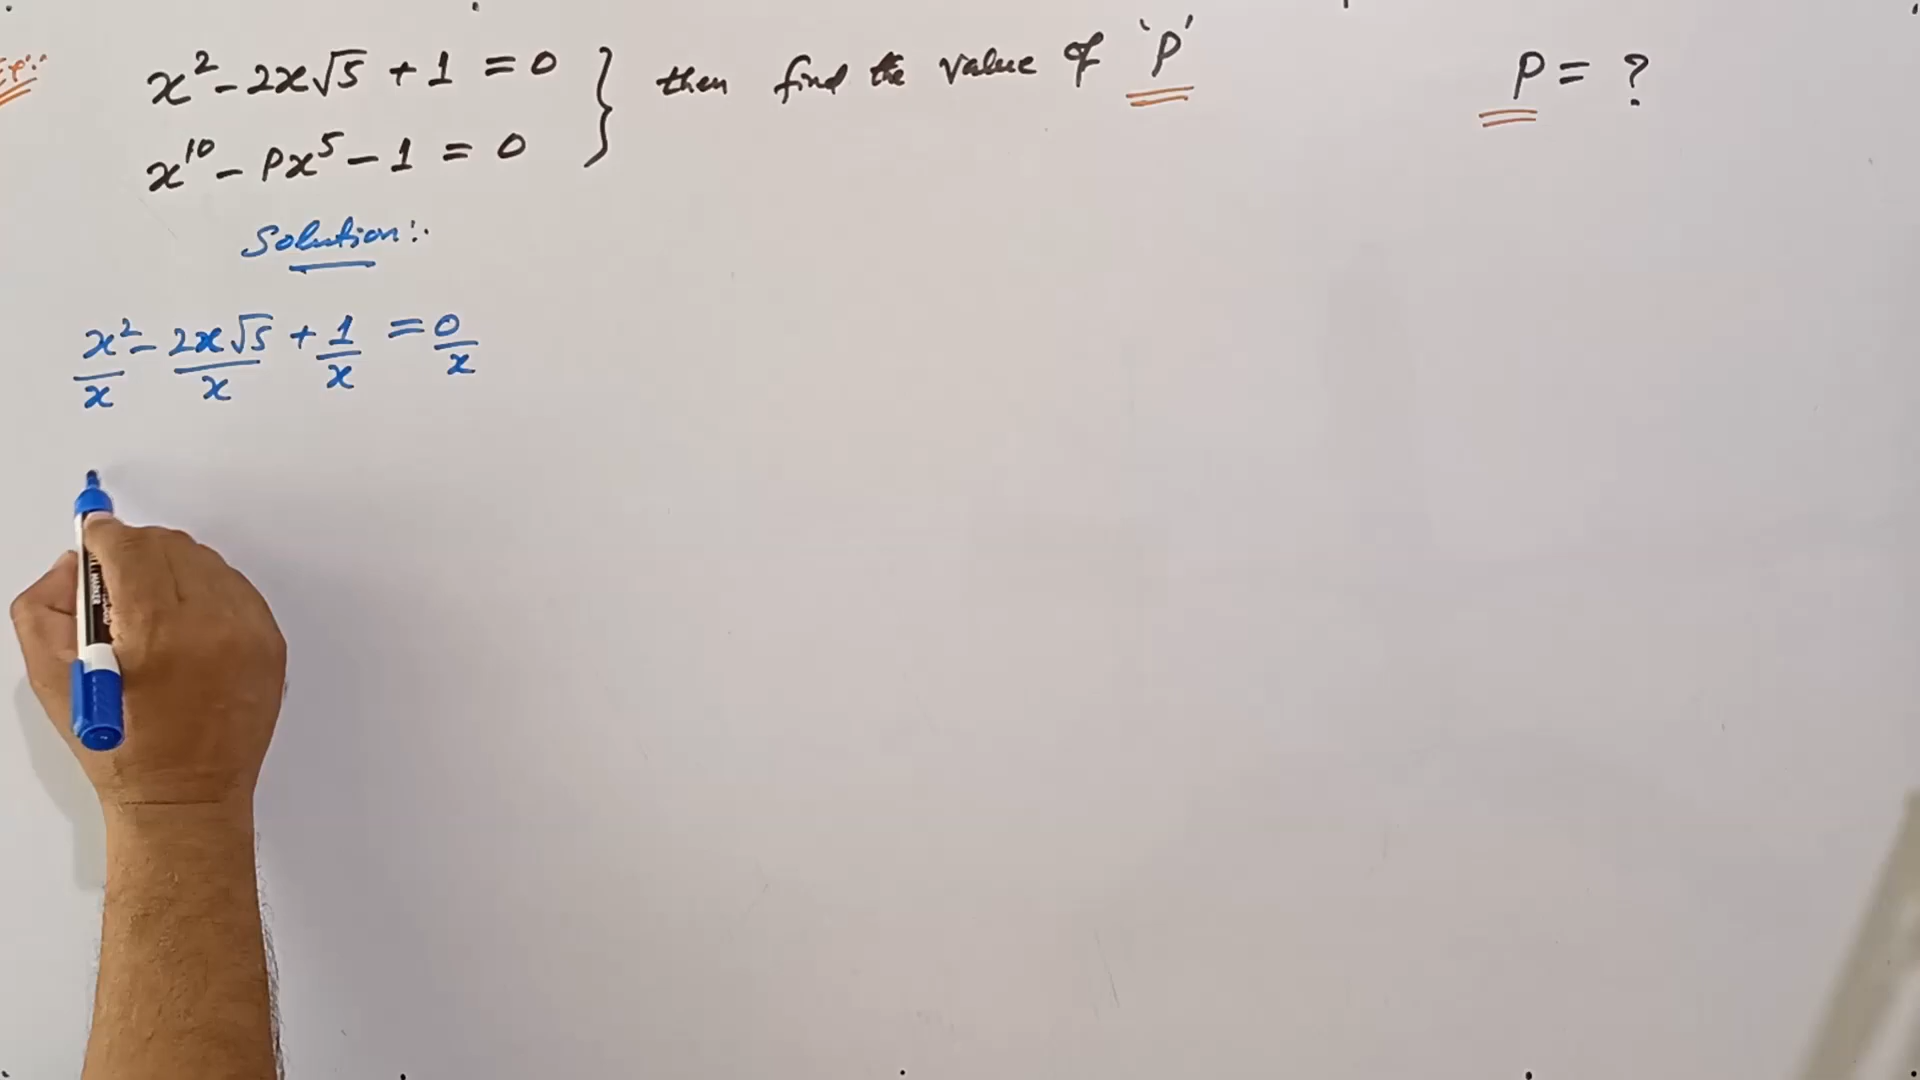 Ex:-
x² - 2x√5 + 1 = 0 } then find the value of 'P' P = ?
x¹⁰ - Px⁵ - 1 = 0
Solution:-
x²/x - 2x√5/x + 1/x = 0/x